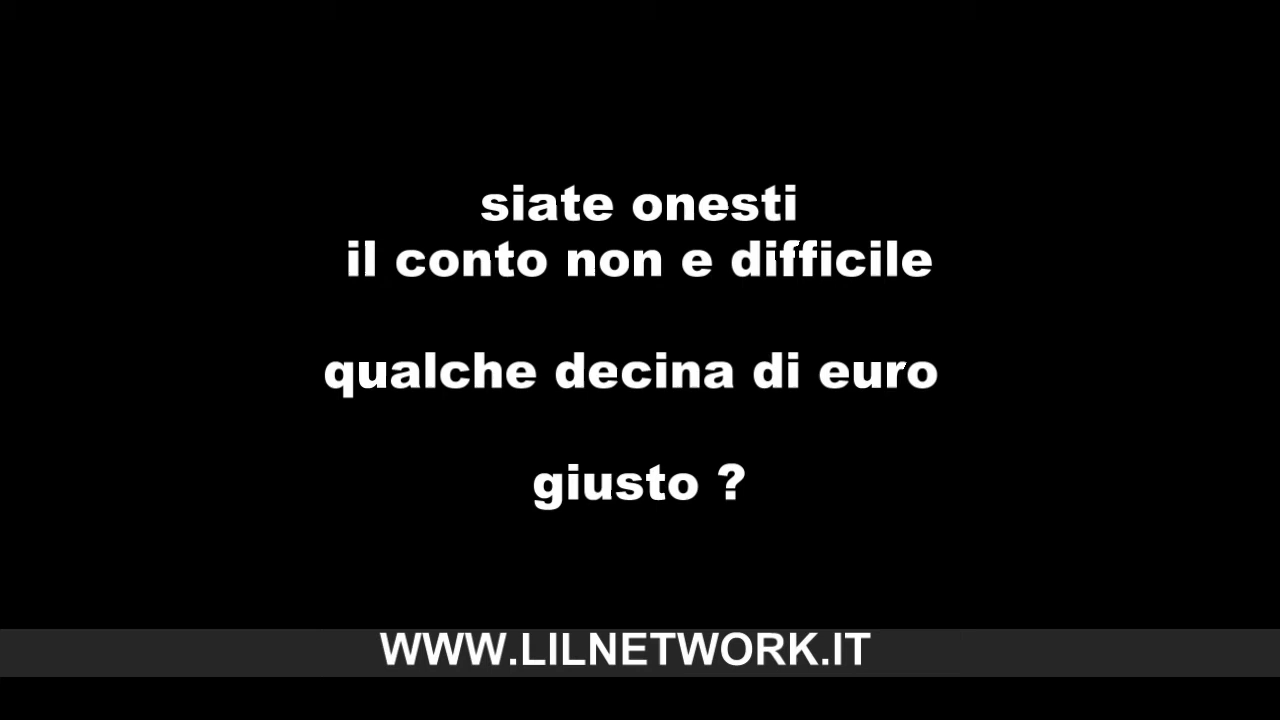 siate onesti
il conto non e difficile
qualche decina di euro
giusto ?
WWW.LILNETWORK.IT